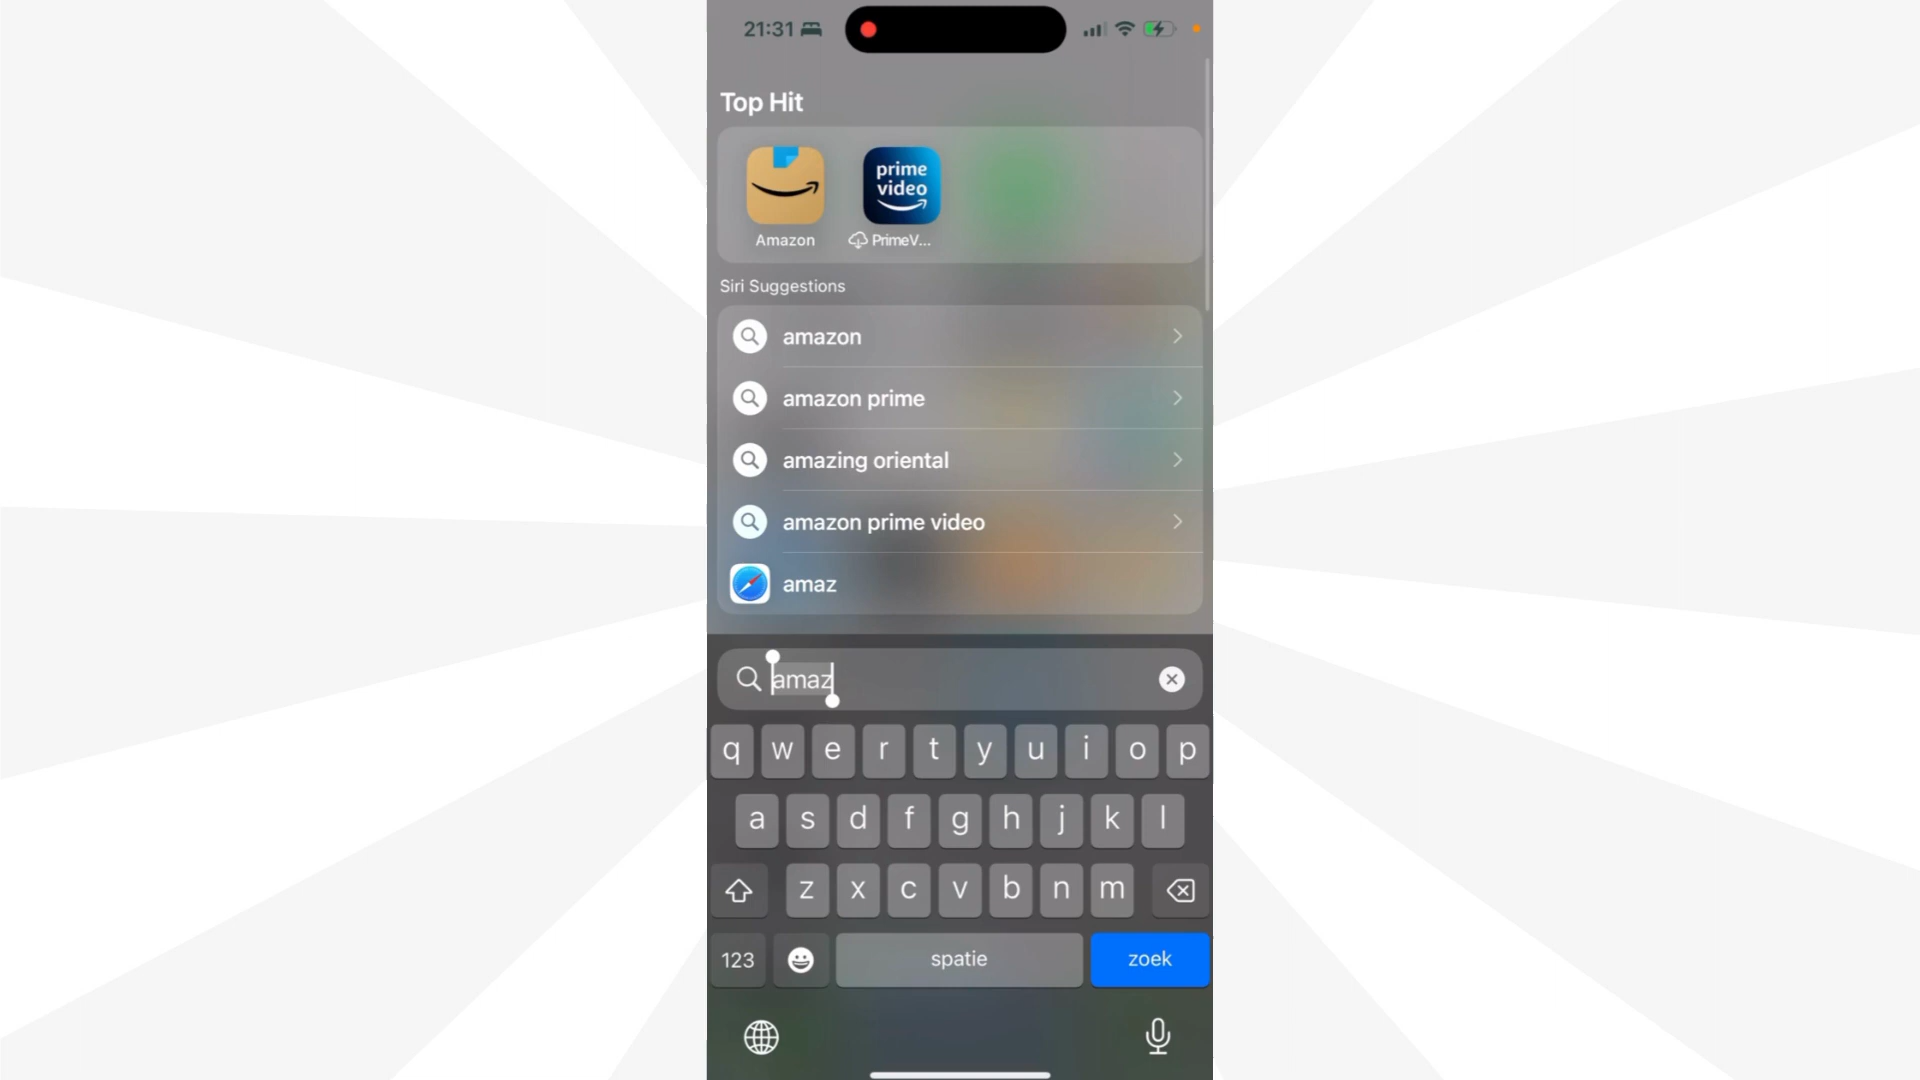 21:31
Top Hit
prime
video
Amazon
PrimeV...
Siri Suggestions
amazon
amazon prime
amazing oriental
amazon prime video
amaz
amaz
q w e r t y u i o p
a s d f g h j k l
z x c v b n m
123 spatie zoek